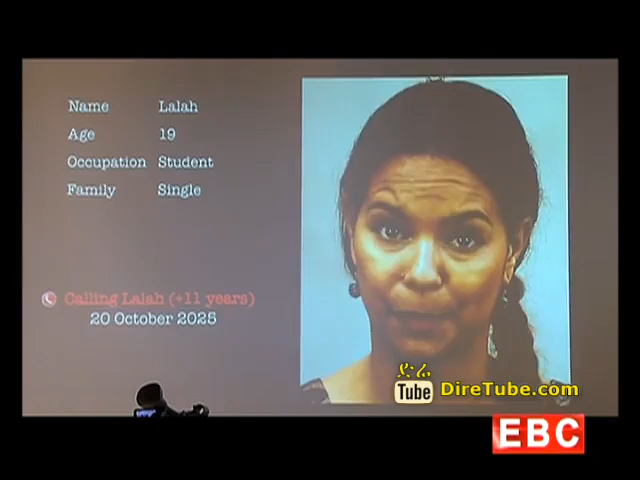 Name Lalah
Age 19
Occupation Student
Family Single
Calling Lalah (+11 years)
20 October 2025
ድሬ
Tube DireTube.com
EBC